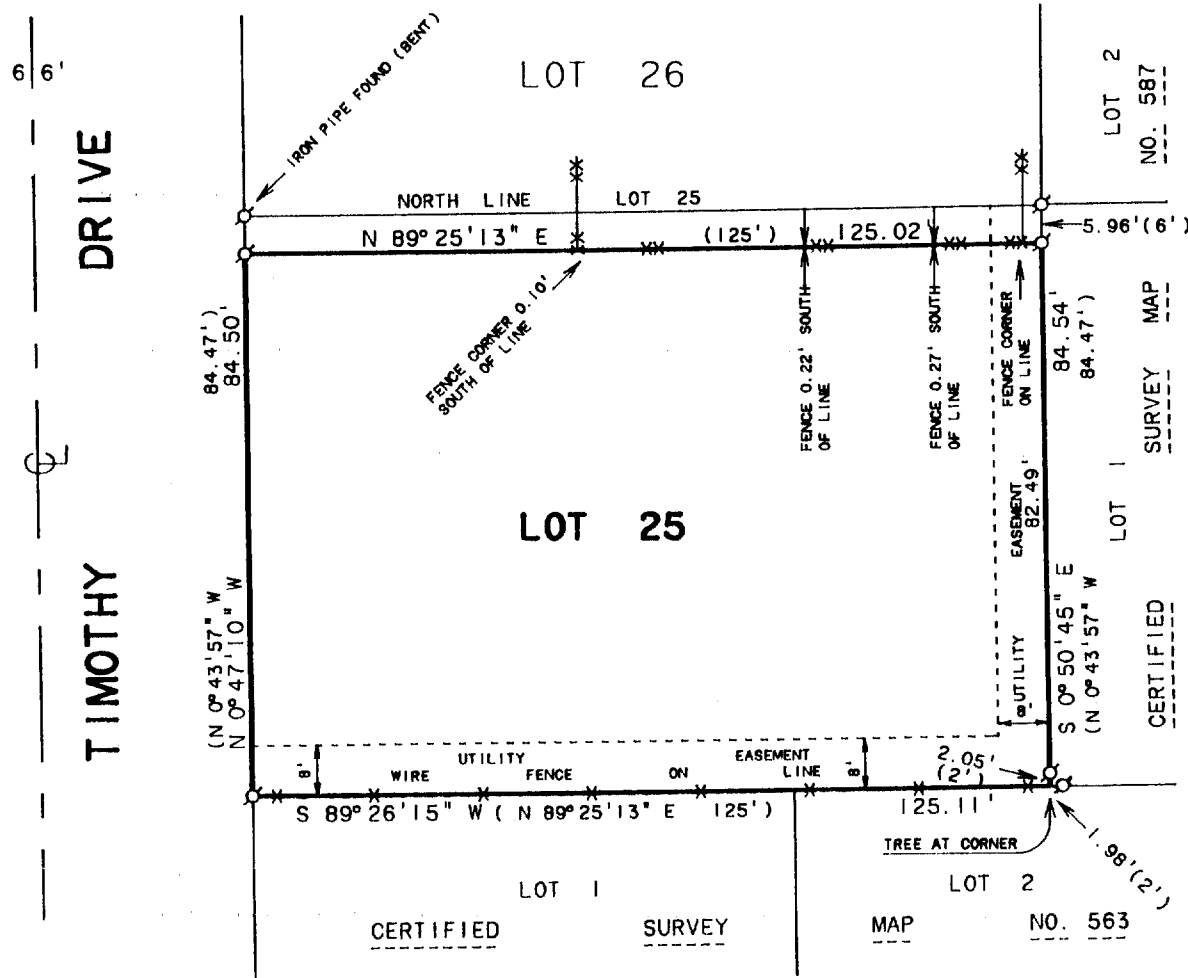 66'
TIMOTHY DRIVE
IRON PIPE FOUND (BENT)
LOT 26
LOT 2
NO. 587
NORTH LINE LOT 25
N 89° 25'13" E (125') 125.02'
5.96'(6')
84.47')
84.50'
FENCE CORNER 0.10'
SOUTH OF LINE
FENCE 0.22' SOUTH
OF LINE
FENCE 0.27' SOUTH
OF LINE
FENCE CORNER
ON LINE
84.54'
84.47')
LOT 1
CERTIFIED SURVEY MAP
LOT 25
UTILITY EASEMENT
82.49'
8'
(N 0°43'57" W
N 0°47'10" W
S 0°50'45" E
(N 0°43'57" W
8' UTILITY EASEMENT 8'
WIRE FENCE ON LINE
2.05'
(2')
S 89°26'15" W ( N 89°25'13" E 125') 125.11'
TREE AT CORNER
1.98'(2')
LOT 1
LOT 2
CERTIFIED SURVEY MAP NO. 563